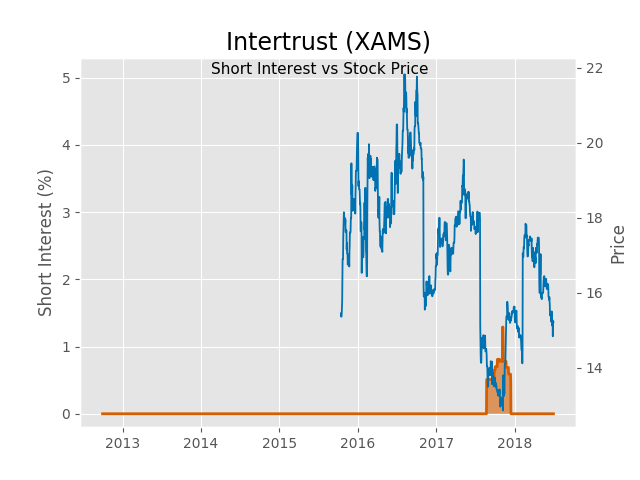 Intertrust (XAMS)
Short Interest vs Stock Price
Short Interest (%)
5
4
3
2
1
0
22
20
18
16
14
Price
2013 2014 2015 2016 2017 2018